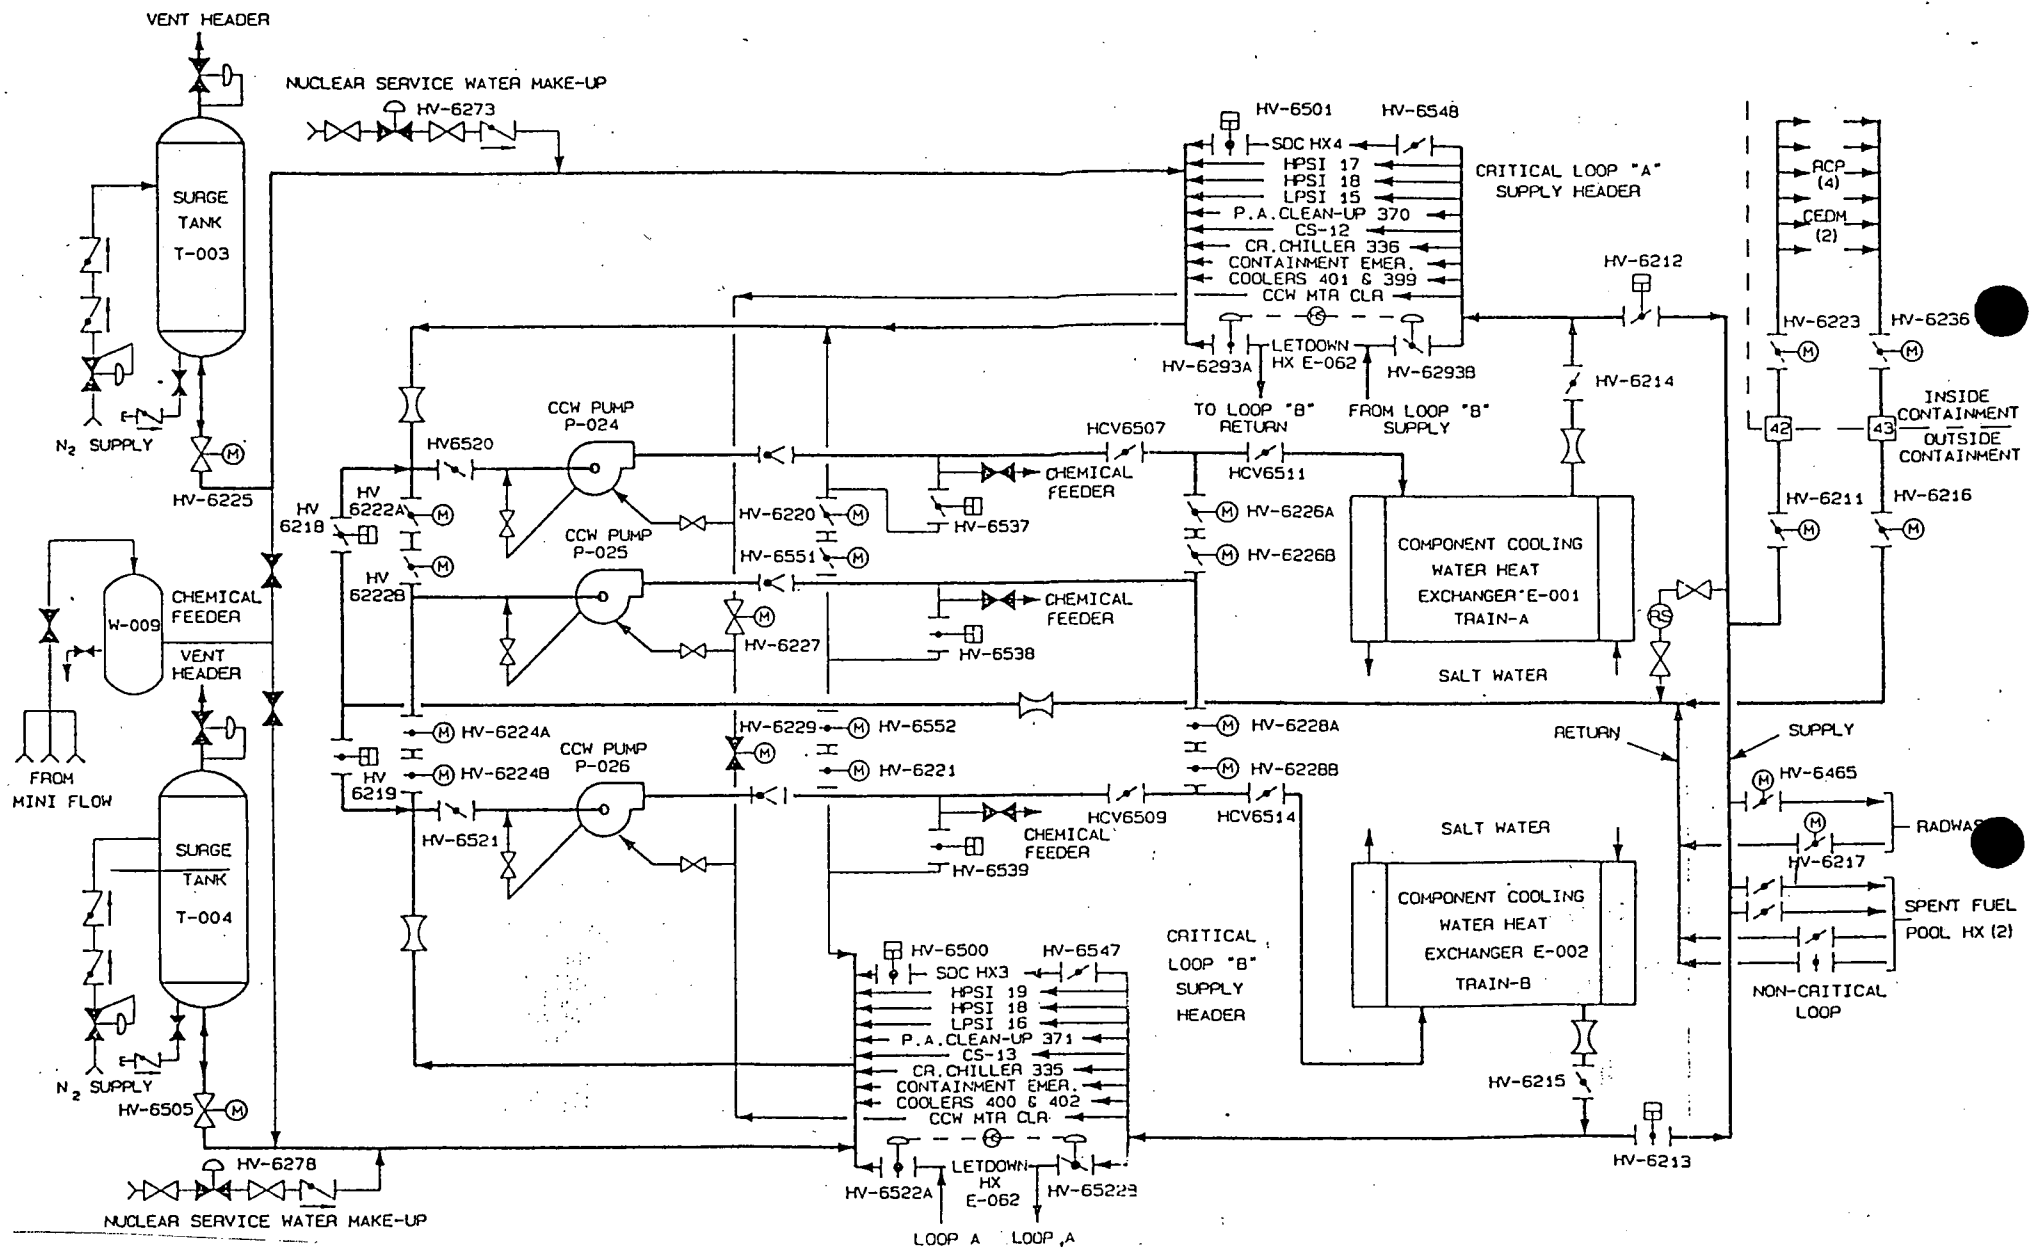 VENT HEADER
NUCLEAR SERVICE WATER MAKE-UP
HV-6273
SURGE
TANK
T-003
N2 SUPPLY
HV-6225
HV-6501
HV-6548
SDC HX4
HPSI 17
HPSI 18
LPSI 15
P.A.CLEAN-UP 370
CS-12
CR.CHILLER 336
CONTAINMENT EMER.
COOLERS 401 & 399
CCW MTR CLR
LETDOWN
HX E-062
HV-6293A
HV-6293B
TO LOOP "B"
RETURN
FROM LOOP "B"
SUPPLY
CRITICAL LOOP "A"
SUPPLY HEADER
HV-6212
HV-6214
RCP
(4)
CEDM
(2)
HV-6223
M
HV-6236
M
INSIDE
CONTAINMENT
OUTSIDE
CONTAINMENT
42
43
HV-6211
M
HV-6216
M
CCW PUMP
P-024
HV6520
HCV6507
HCV6511
CHEMICAL
FEEDER
HV-6537
M
HV
6218
HV
6222A
M
HV
6222B
M
HV-6220
M
HV-6551
M
HV-6226A
M
HV-6226B
M
CCW PUMP
P-025
CHEMICAL
FEEDER
HV-6538
HV-6227
M
COMPONENT COOLING
WATER HEAT
EXCHANGER E-001
TRAIN-A
SALT WATER
RS
W-009
CHEMICAL
FEEDER
VENT
HEADER
FROM
MINI FLOW
HV-6224A
M
HV-6224B
M
HV
6219
HV-6229
M
HV-6552
M
HV-6221
M
HV-6228A
M
HV-6228B
M
RETURN
SUPPLY
CCW PUMP
P-026
HV-6521
HCV6509
HCV6514
CHEMICAL
FEEDER
HV-6539
HV-6465
M
RADWAS
M
HV-6217
SPENT FUEL
POOL HX (2)
NON-CRITICAL
LOOP
SALT WATER
COMPONENT COOLING
WATER HEAT
EXCHANGER E-002
TRAIN-B
HV-6215
HV-6213
SURGE
TANK
T-004
N2 SUPPLY
HV-6505
M
HV-6278
NUCLEAR SERVICE WATER MAKE-UP
HV-6500
HV-6547
SDC HX3
HPSI 19
HPSI 18
LPSI 16
P.A.CLEAN-UP 371
CS-13
CR.CHILLER 335
CONTAINMENT EMER.
COOLERS 400 & 402
CCW MTR CLR
LETDOWN
HX
E-062
HV-6522A
HV-6522B
LOOP A
LOOP A
CRITICAL
LOOP "B"
SUPPLY
HEADER